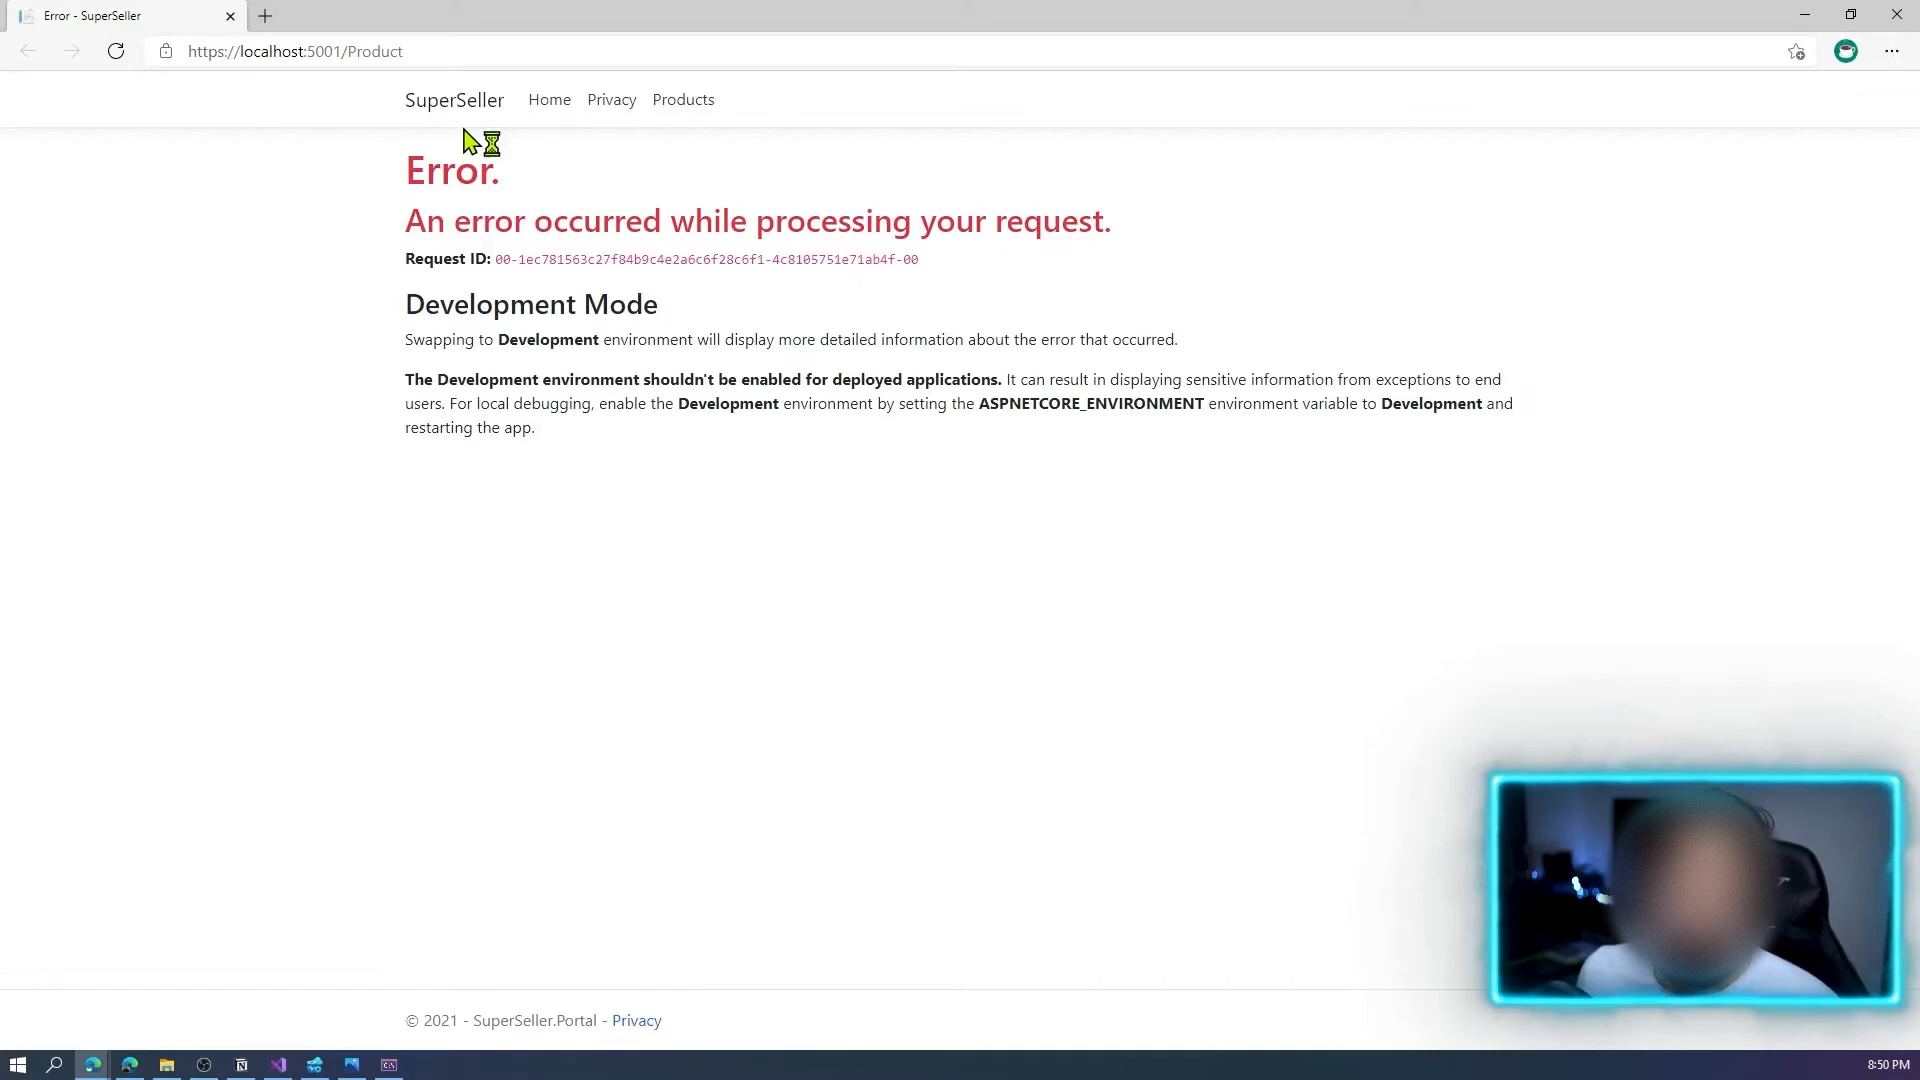 Error - SuperSeller
https://localhost:5001/Product
SuperSeller Home Privacy Products
Error.
An error occurred while processing your request.
Request ID: 00-1ec781563c27f84b9c4e2a6c6f28c6f1-4c8105751e71ab4f-00
Development Mode
Swapping to Development environment will display more detailed information about the error that occurred.
The Development environment shouldn't be enabled for deployed applications. It can result in displaying sensitive information from exceptions to end
users. For local debugging, enable the Development environment by setting the ASPNETCORE_ENVIRONMENT environment variable to Development and
restarting the app.
© 2021 - SuperSeller.Portal - Privacy
8:50 PM